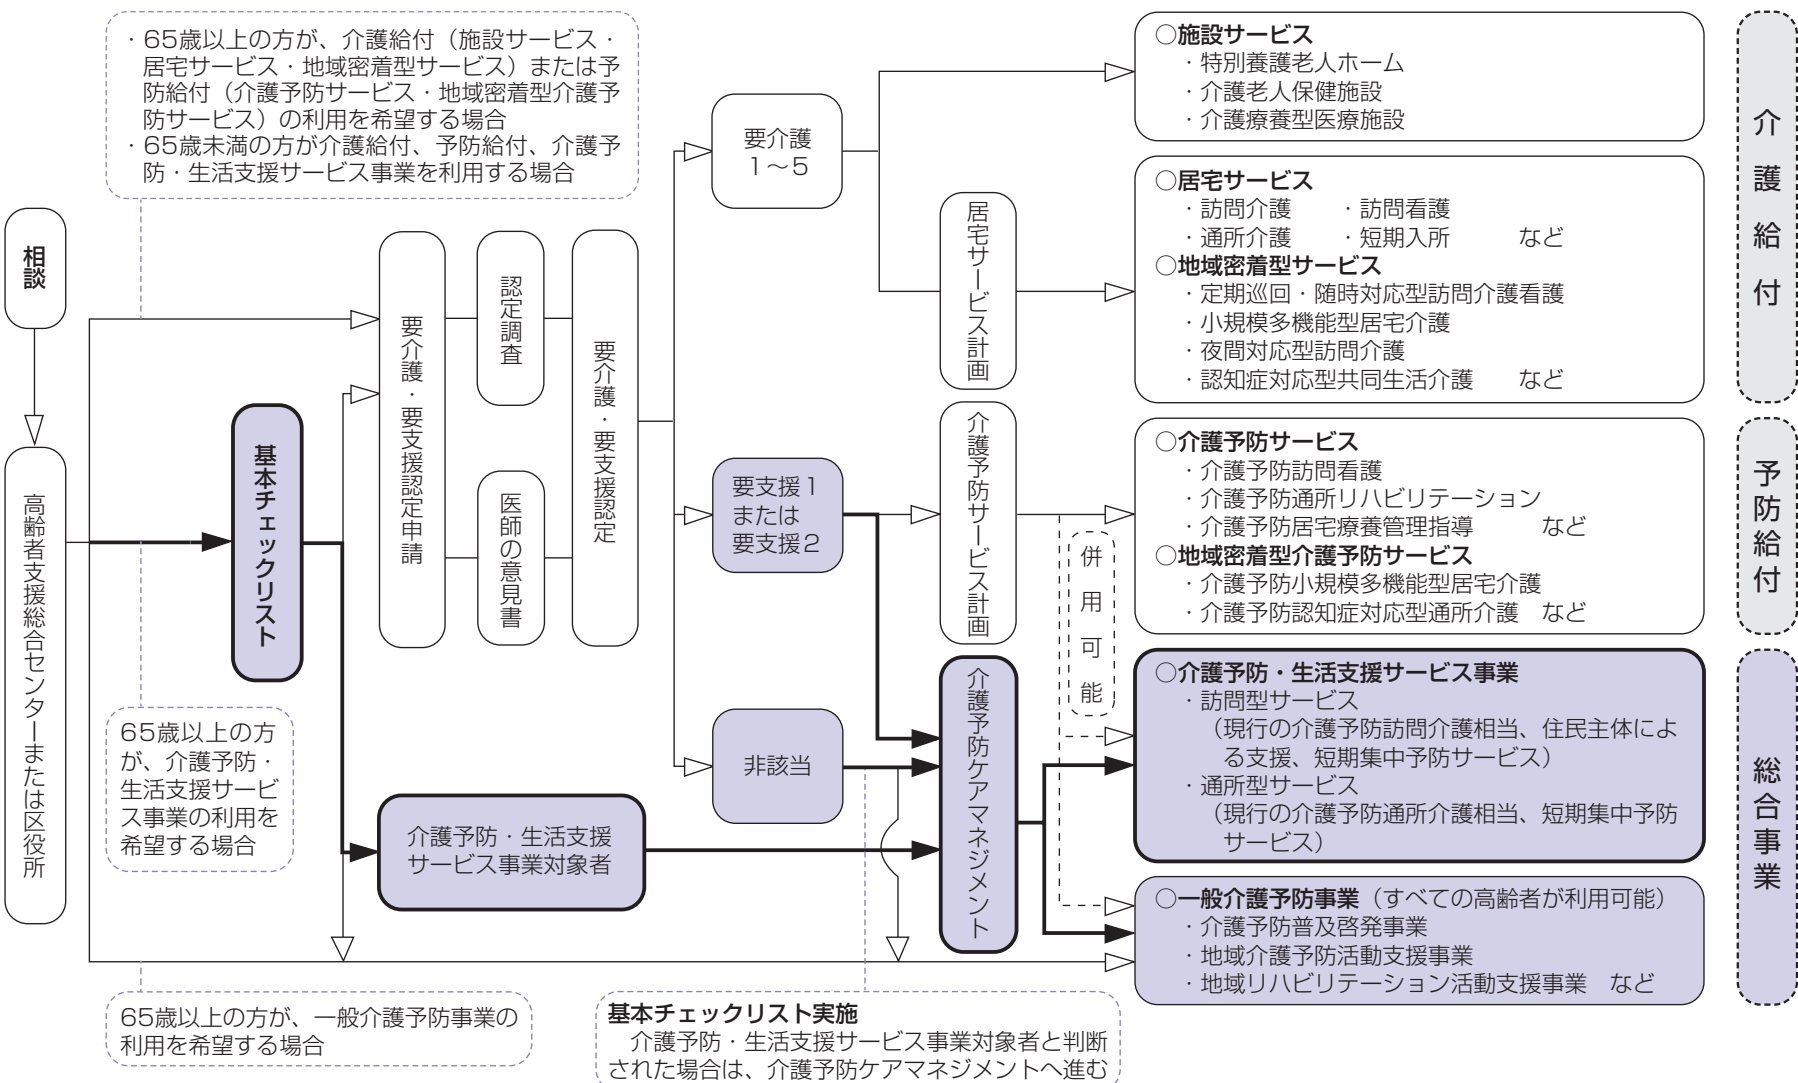 ・65歳以上の方が、介護給付（施設サービス・
居宅サービス・地域密着型サービス）または予
防給付（介護予防サービス・地域密着型介護予
防サービス）の利用を希望する場合
・65歳未満の方が介護給付、予防給付、介護予
防・生活支援サービス事業を利用する場合
相談
高齢者支援総合センターまたは区役所
基本チェックリスト
65歳以上の方
が、介護予防・
生活支援サービ
ス事業の利用を
希望する場合
65歳以上の方が、一般介護予防事業の
利用を希望する場合
要介護・要支援認定申請
認定調査
医師の意見書
要介護・要支援認定
介護予防・生活支援
サービス事業対象者
要介護
1～5
要支援1
または
要支援2
非該当
基本チェックリスト実施
介護予防・生活支援サービス事業対象者と判断
された場合は、介護予防ケアマネジメントへ進む
居宅サービス計画
介護予防サービス計画
介護予防ケアマネジメント
併用可能
○施設サービス
・特別養護老人ホーム
・介護老人保健施設
・介護療養型医療施設
○居宅サービス
・訪問介護　・訪問看護
・通所介護　・短期入所　など
○地域密着型サービス
・定期巡回・随時対応型訪問介護看護
・小規模多機能型居宅介護
・夜間対応型訪問介護
・認知症対応型共同生活介護　など
○介護予防サービス
・介護予防訪問看護
・介護予防通所リハビリテーション
・介護予防居宅療養管理指導　など
○地域密着型介護予防サービス
・介護予防小規模多機能型居宅介護
・介護予防認知症対応型通所介護　など
○介護予防・生活支援サービス事業
・訪問型サービス
（現行の介護予防訪問介護相当、住民主体によ
る支援、短期集中予防サービス）
・通所型サービス
（現行の介護予防通所介護相当、短期集中予防
サービス）
○一般介護予防事業（すべての高齢者が利用可能）
・介護予防普及啓発事業
・地域介護予防活動支援事業
・地域リハビリテーション活動支援事業　など
介護給付
予防給付
総合事業